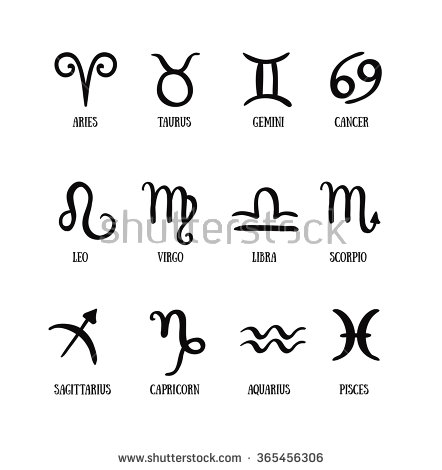 ARIES TAURUS GEMINI CANCER
LEO VIRGO LIBRA SCORPIO
shutterstock
SAGITTARIUS CAPRICORN AQUARIUS PISCES
www.shutterstock.com · 365456306